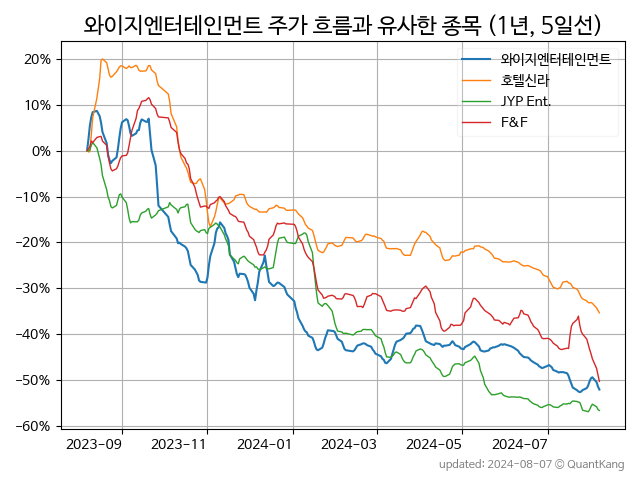 와이지엔터테인먼트 주가 흐름과 유사한 종목 (1년, 5일선)
와이지엔터테인먼트
호텔신라
JYP Ent.
F&F
20%
10%
0%
−10%
−20%
−30%
−40%
−50%
−60%
2023-09 2023-11 2024-01 2024-03 2024-05 2024-07
updated: 2024-08-07 © QuantKang